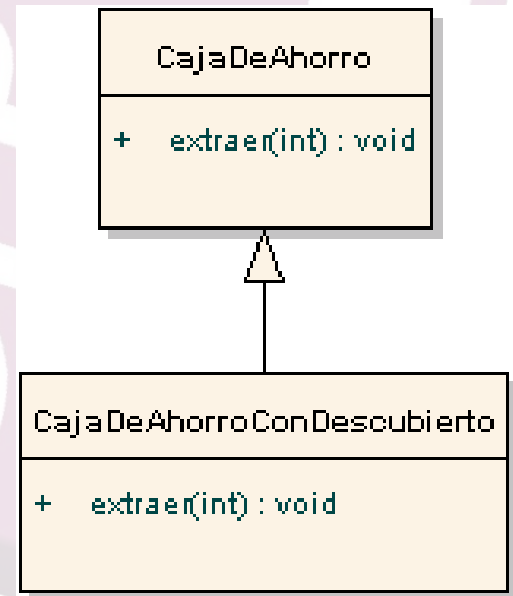 CajaDeAhorro
+ extraer(int) : void
CajaDeAhorroConDescubierto
+ extraer(int) : void